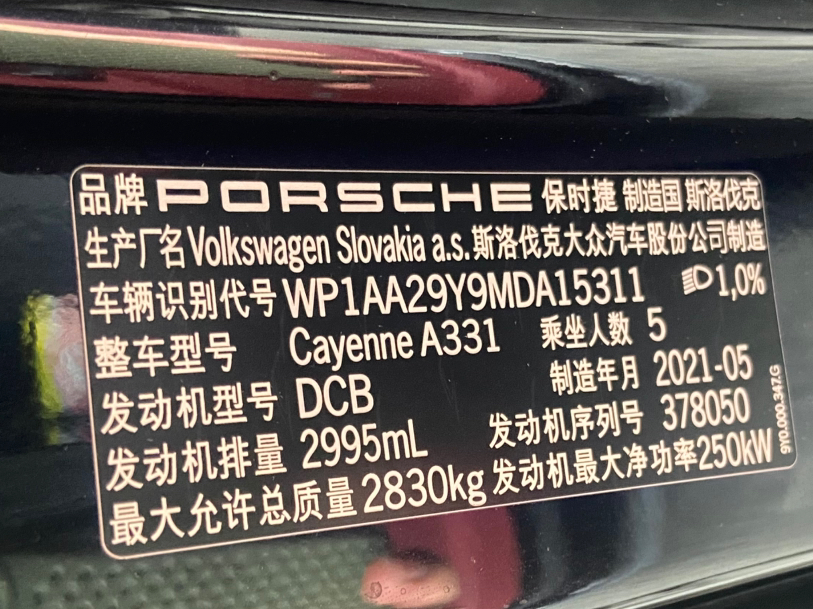 品牌 PORSCHE 保时捷 制造国 斯洛伐克
生产厂名 Volkswagen Slovakia a.s.斯洛伐克大众汽车股份公司制造
车辆识别代号 WP1AA29Y9MDA15311 1,0%
整车型号 Cayenne A331 乘坐人数 5
发动机型号 DCB 制造年月 2021-05
发动机排量 2995mL 发动机序列号 378050
最大允许总质量 2830kg 发动机最大净功率 250kW
9Y0.000.347.G